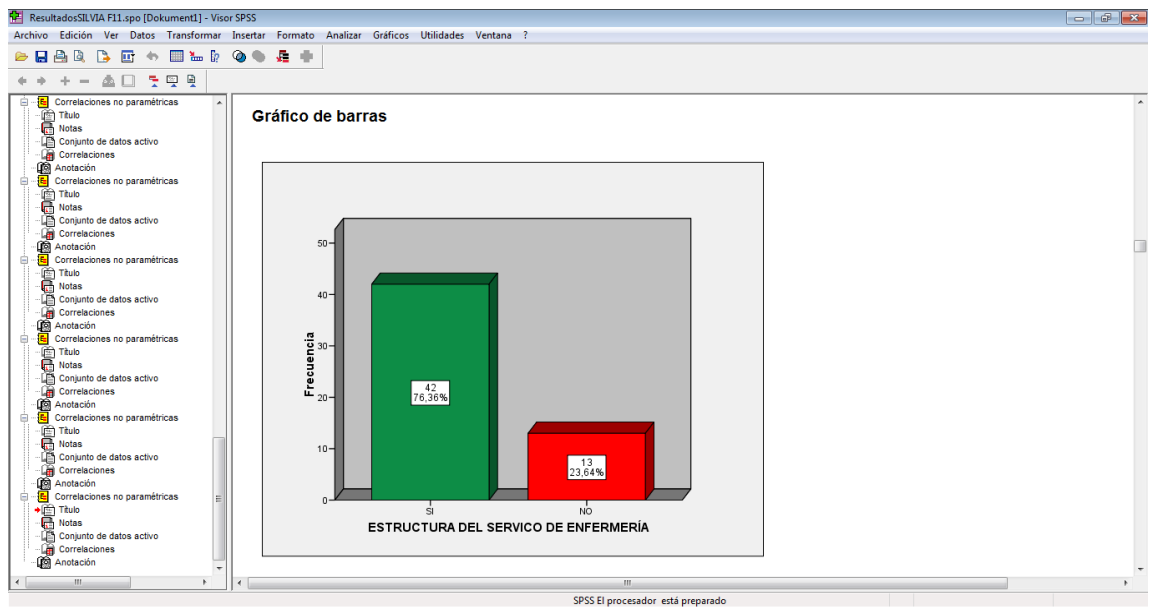 ResultadosSILVIA F11.spo [Dokument1] - Visor SPSS
Archivo Edición Ver Datos Transformar Insertar Formato Analizar Gráficos Utilidades Ventana ?
Correlaciones no paramétricas
Título
Notas
Conjunto de datos activo
Correlaciones
Anotación
Correlaciones no paramétricas
Título
Notas
Conjunto de datos activo
Correlaciones
Anotación
Correlaciones no paramétricas
Título
Notas
Conjunto de datos activo
Correlaciones
Anotación
Correlaciones no paramétricas
Título
Notas
Conjunto de datos activo
Correlaciones
Anotación
Correlaciones no paramétricas
Título
Notas
Conjunto de datos activo
Correlaciones
Anotación
Correlaciones no paramétricas
Título
Notas
Conjunto de datos activo
Correlaciones
Anotación
Gráfico de barras
Frecuencia
50
40
30
20
10
0
42
76,36%
13
23,64%
SI NO
ESTRUCTURA DEL SERVICO DE ENFERMERÍA
SPSS El procesador está preparado